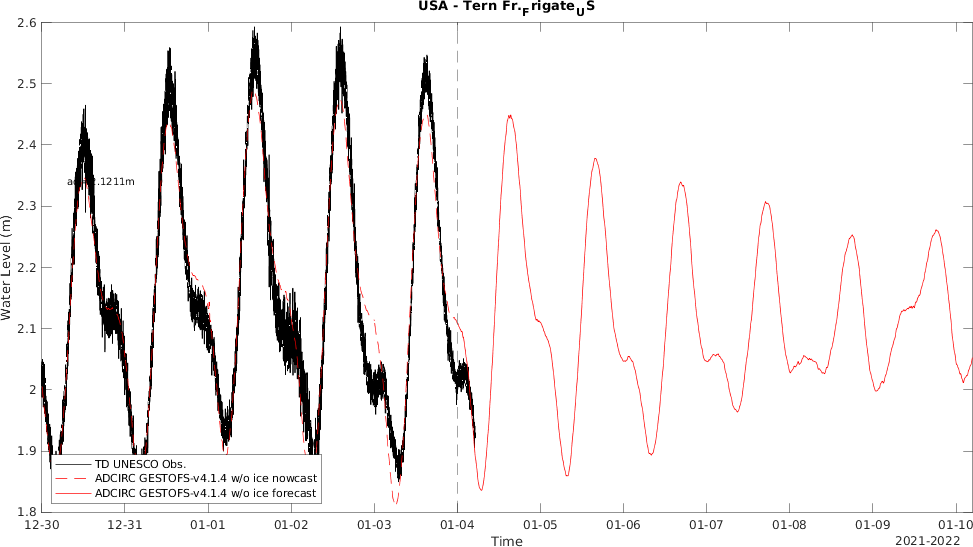 USA - Tern Fr.FrigateUS
2.6
2.5
2.4
2.3
2.2
2.1
2
1.9
1.8
Water Level (m)
2.1211m
TD UNESCO Obs.
ADCIRC GESTOFS-v4.1.4 w/o ice nowcast
ADCIRC GESTOFS-v4.1.4 w/o ice forecast
12-30 12-31 01-01 01-02 01-03 01-04 01-05 01-06 01-07 01-08 01-09 01-10
Time
2021-2022